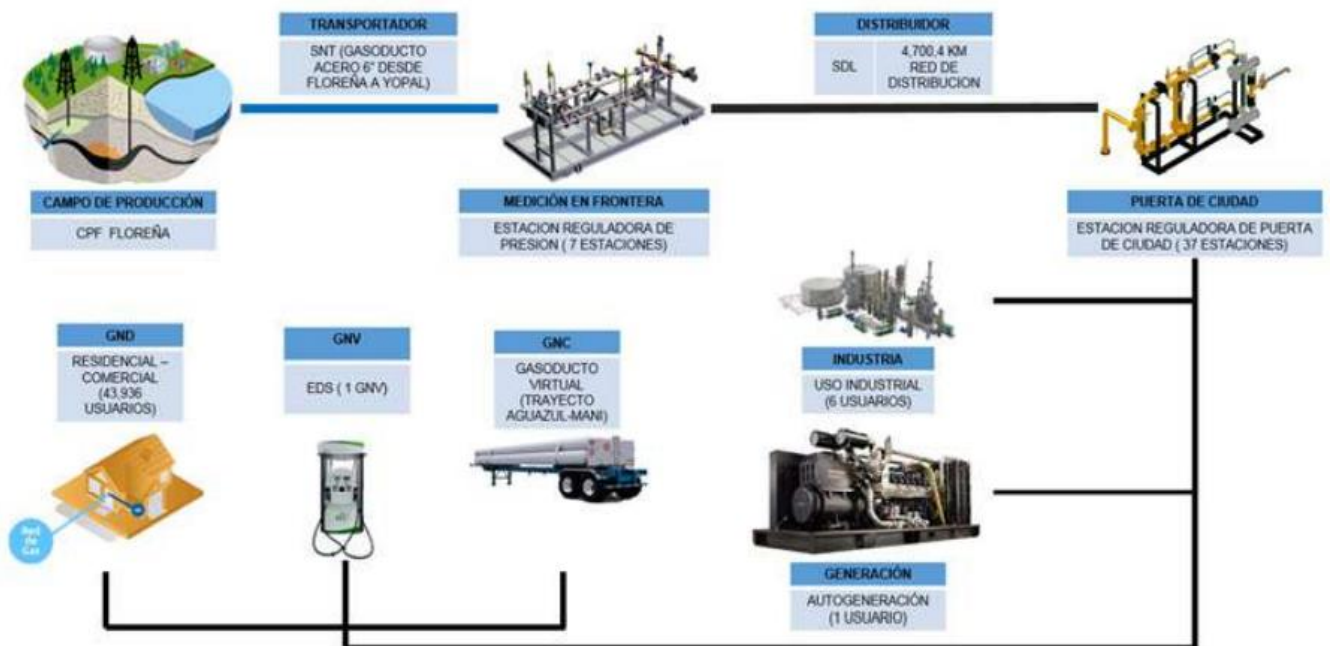 TRANSPORTADOR
SNT (GASODUCTO
ACERO 6" DESDE
FLOREÑA A YOPAL)
DISTRIBUIDOR
SDL
4,700.4 KM
RED DE
DISTRIBUCION
CAMPO DE PRODUCCIÓN
CPF FLOREÑA
MEDICIÓN EN FRONTERA
ESTACION REGULADORA DE
PRESION ( 7 ESTACIONES)
PUERTA DE CIUDAD
ESTACION REGULADORA DE PUERTA
DE CIUDAD ( 37 ESTACIONES)
GND
RESIDENCIAL –
COMERCIAL
(43,936
USUARIOS)
GNV
EDS ( 1 GNV)
GNC
GASODUCTO
VIRTUAL
(TRAYECTO
AGUAZUL-MANI)
INDUSTRIA
USO INDUSTRIAL
(6 USUARIOS)
Red
de
Gas
GENERACIÓN
AUTOGENERACIÓN
(1 USUARIO)